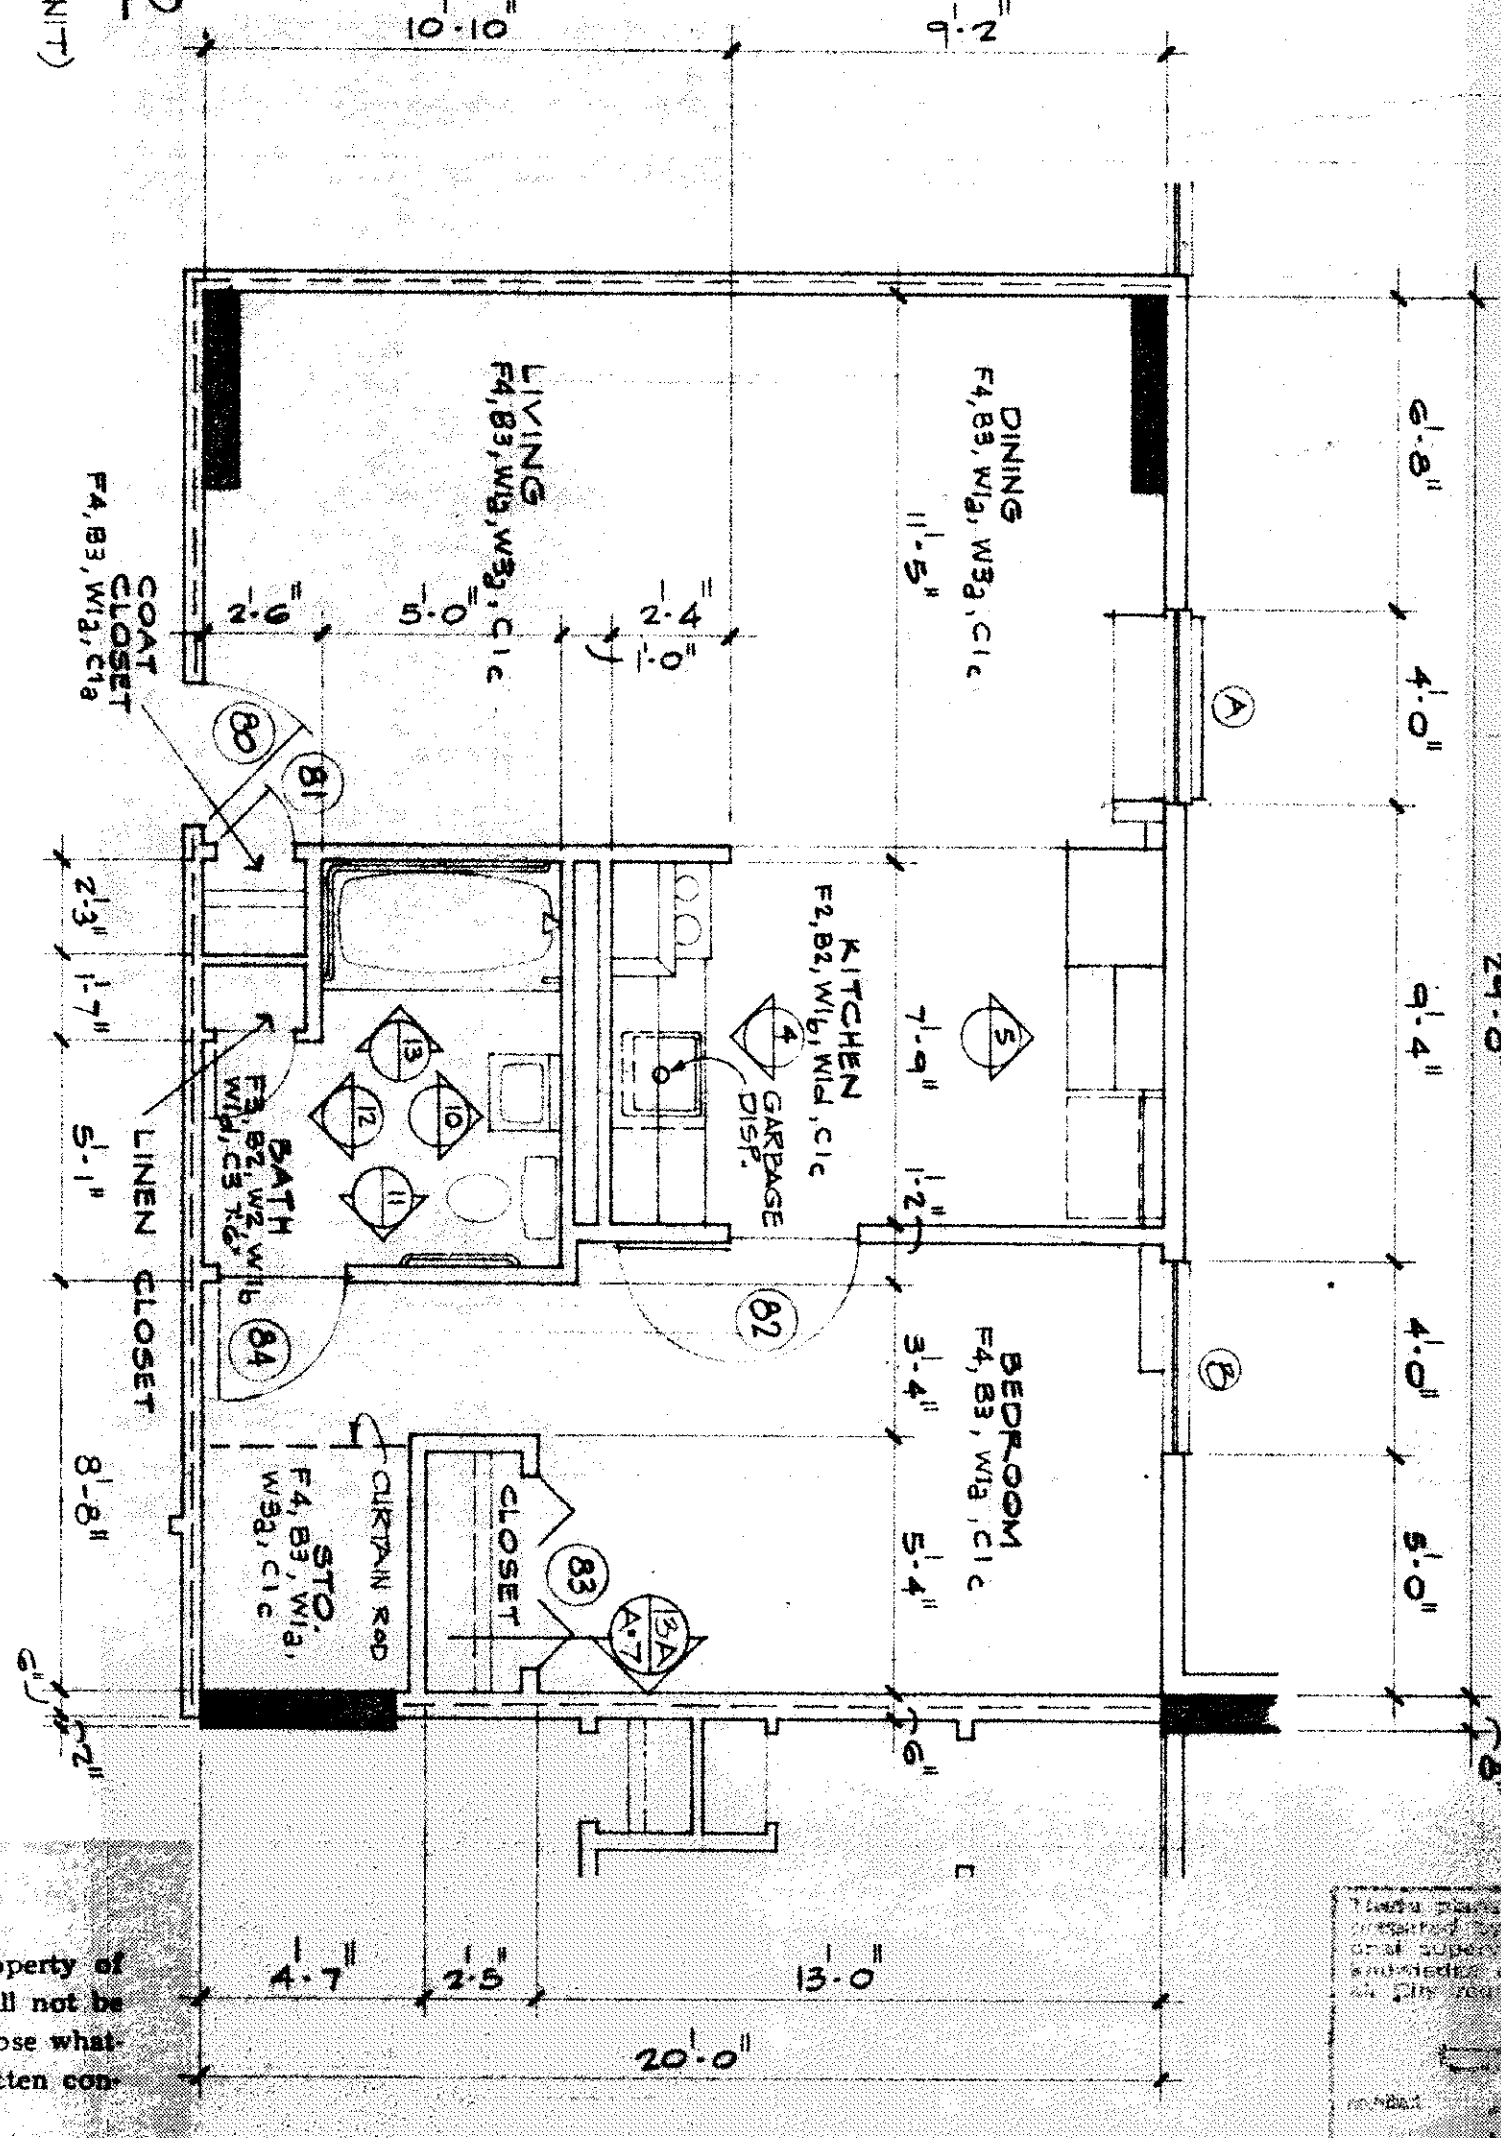 NIT)
10'-10"
9'-2"
29'-0"
6'-8"
4'-0"
9'-4"
4'-0"
5'-0"
8"
A
B
DINING
F4, B3, W1a, W3a, C1c
11'-5"
7'-9"
1'-2"
3'-4"
5'-4"
6"
LIVING
F4, B3, W1a, W3a, C1c
2'-6"
5'-0"
1'-0"
2'-4"
KITCHEN
F2, B2, W1b, W1d, C1c
GARBAGE
DISP.
4
5
BEDROOM
F4, B3, W1a, C1c
80
81
82
83
84
13A
A.7
COAT
CLOSET
F4, B3, W1a, C1a
BATH
F3, B2, W2, W1b
10
11
12
13
LINEN CLOSET
CLOSET
CURTAIN ROD
STO.
F4, B3, W1a,
W3a, C1c
2'-3"
1'-7"
5'-1"
8'-8"
6"
2"
4'-7"
2'-5"
13'-0"
20'-0"
operty of
ll not be
ose what-
tten con-